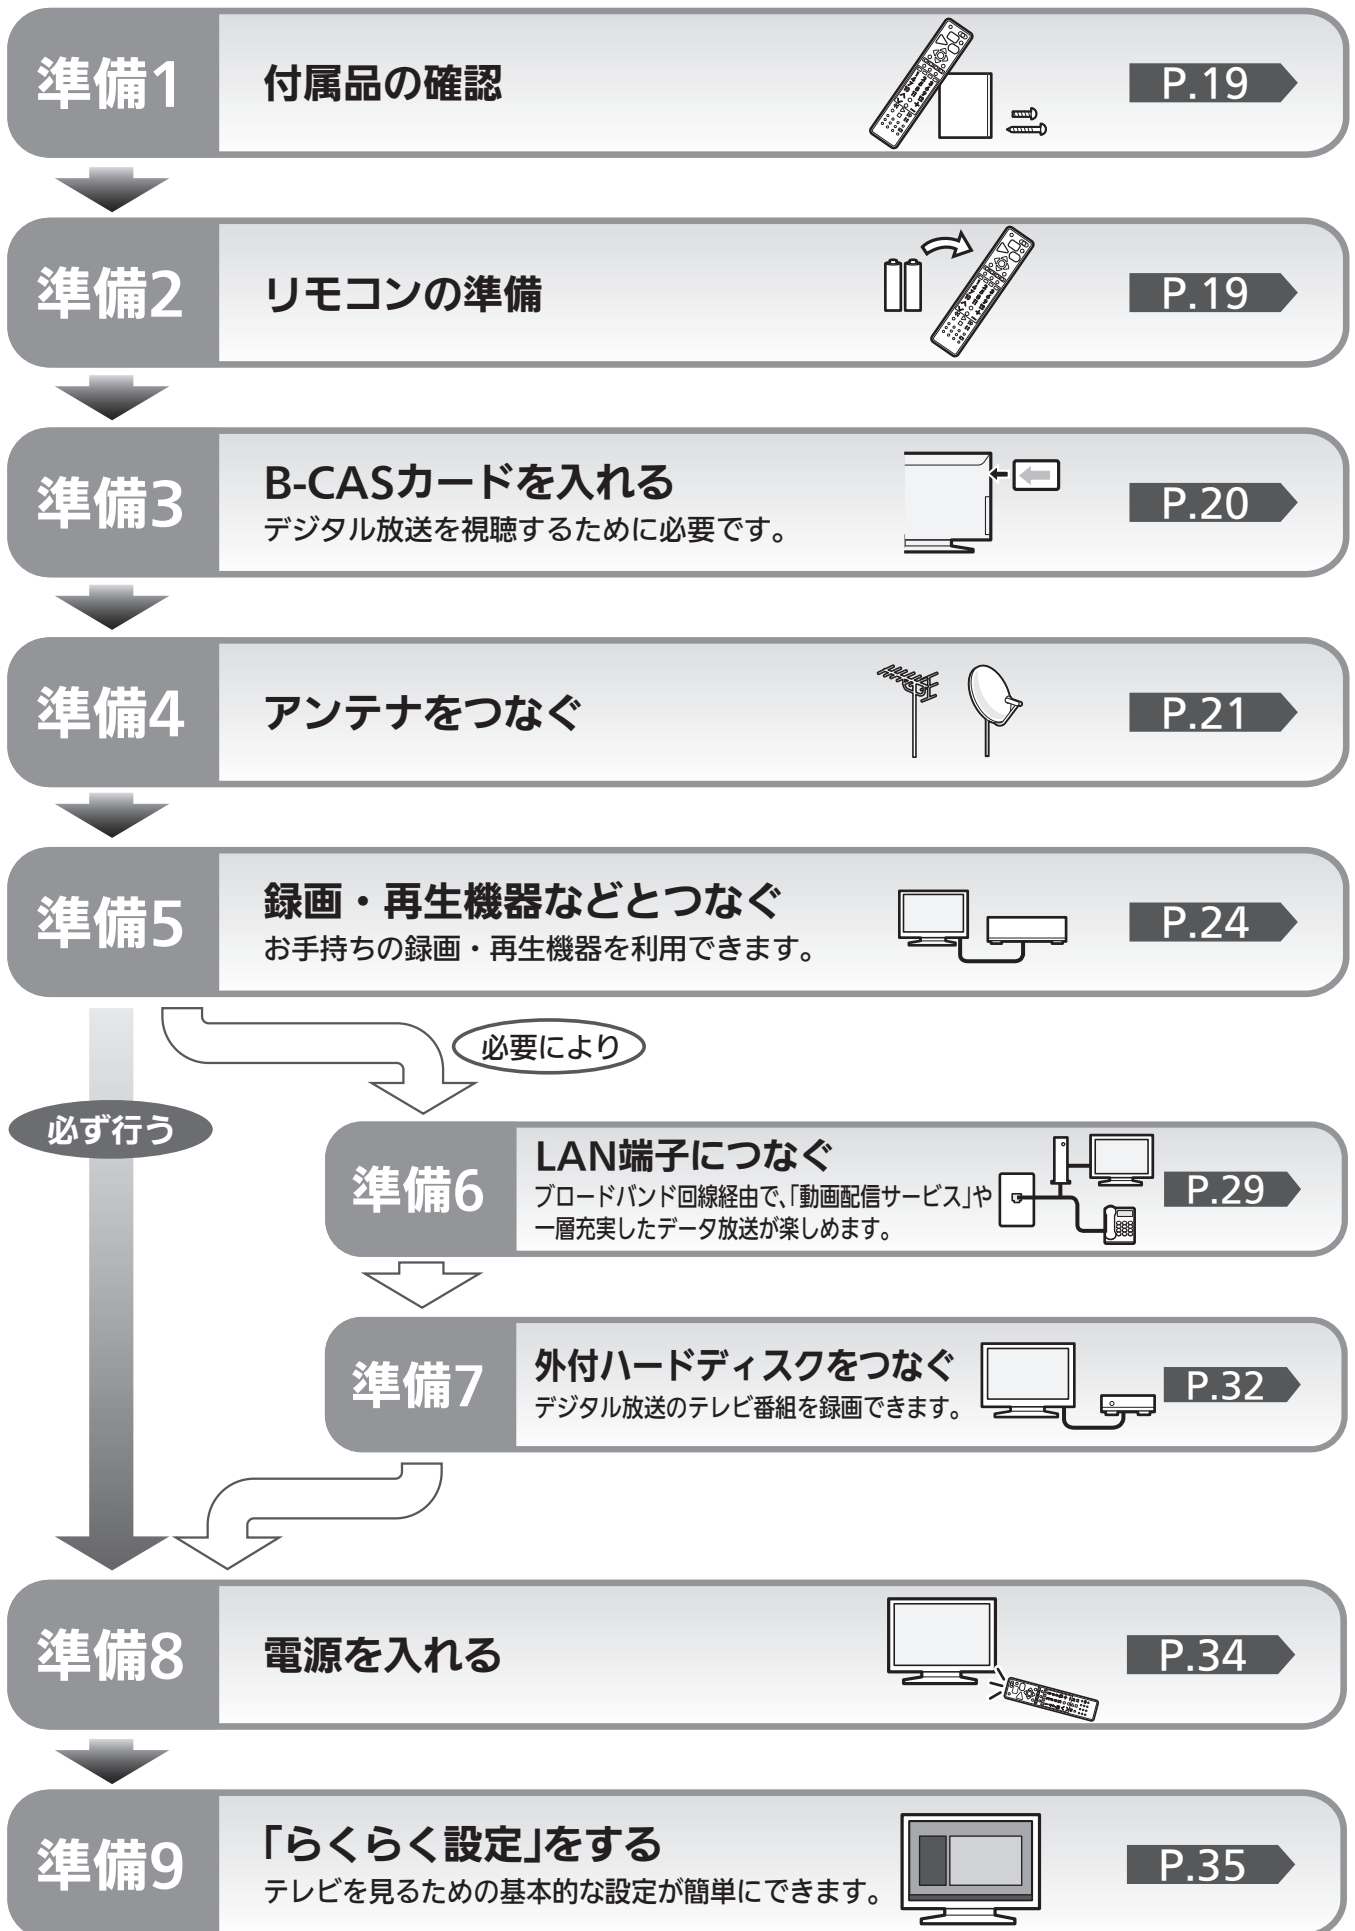 準備1
付属品の確認
P.19
準備2
リモコンの準備
P.19
準備3
B-CASカードを入れる
デジタル放送を視聴するために必要です。
P.20
準備4
アンテナをつなぐ
P.21
準備5
録画・再生機器などとつなぐ
お手持ちの録画・再生機器を利用できます。
P.24
必要により
必ず行う
準備6
LAN端子につなぐ
ブロードバンド回線経由で、「動画配信サービス」や
一層充実したデータ放送が楽しめます。
P.29
準備7
外付ハードディスクをつなぐ
デジタル放送のテレビ番組を録画できます。
P.32
準備8
電源を入れる
P.34
準備9
「らくらく設定」をする
テレビを見るための基本的な設定が簡単にできます。
P.35